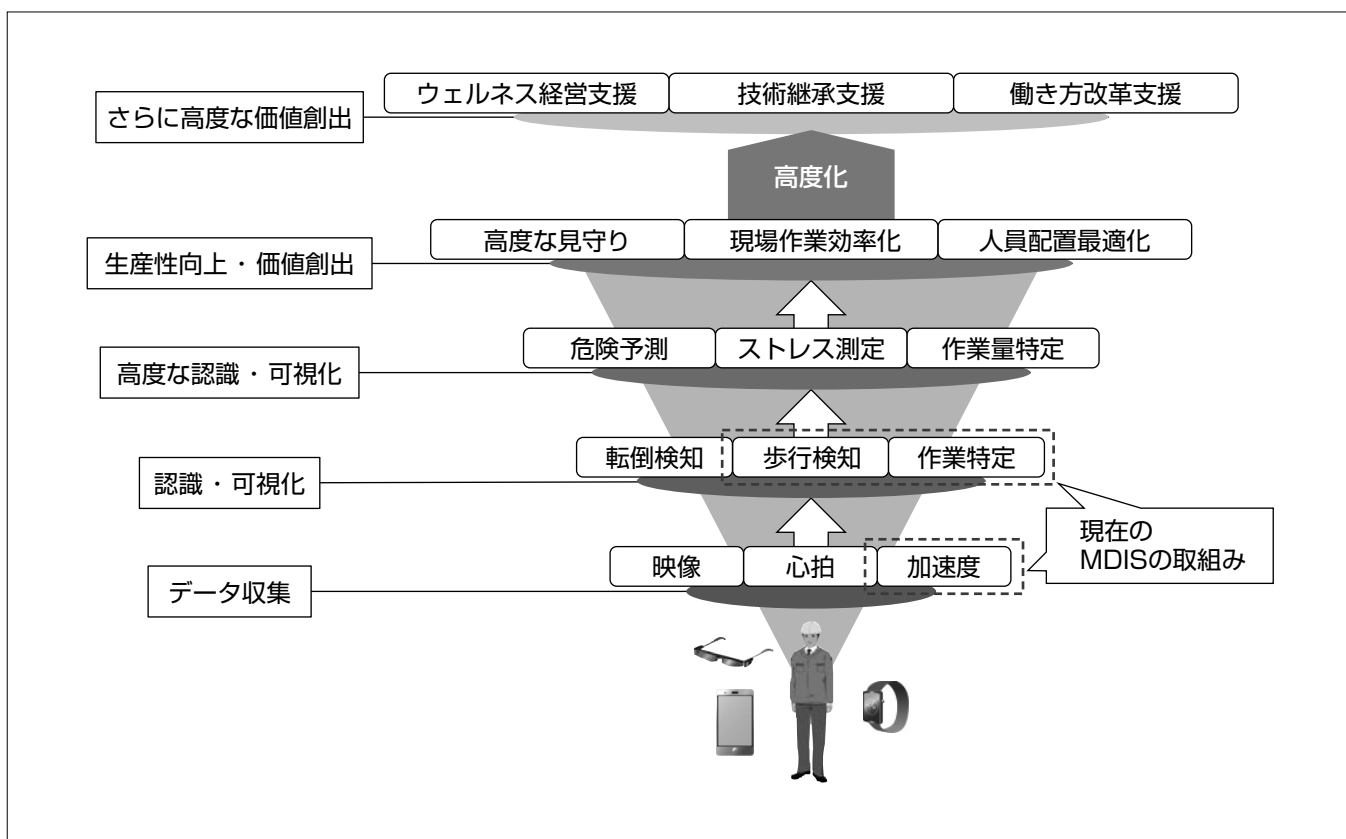 ウェルネス経営支援
技術継承支援
働き方改革支援
さらに高度な価値創出
高度化
高度な見守り
現場作業効率化
人員配置最適化
生産性向上・価値創出
危険予測
ストレス測定
作業量特定
高度な認識・可視化
転倒検知
歩行検知
作業特定
認識・可視化
現在の
MDISの取組み
映像
心拍
加速度
データ収集